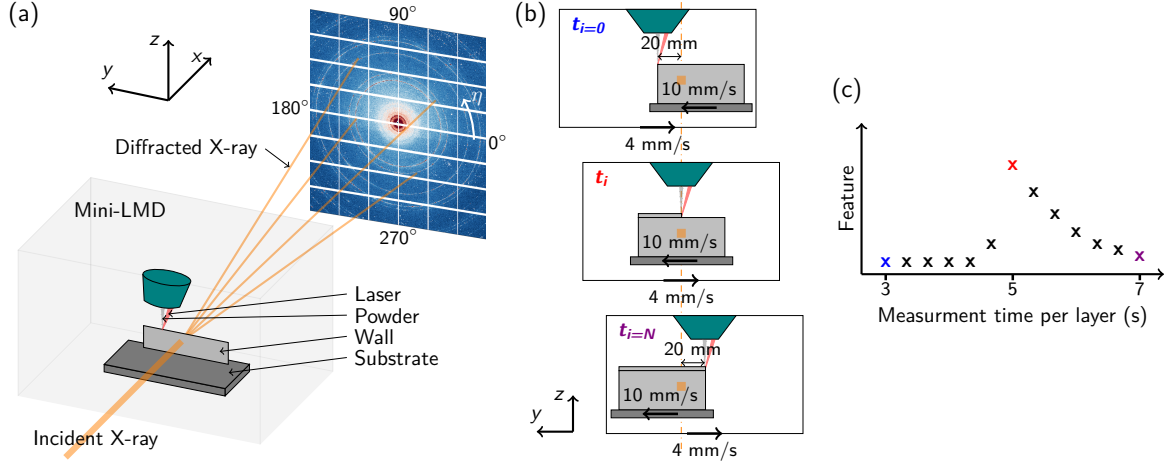 (a)
z
y
x
90°
180°
η
0°
270°
Diffracted X-ray
Mini-LMD
Laser
Powder
Wall
Substrate
Incident X-ray
(b)
t_{i=0}
20 mm
10 mm/s
4 mm/s
t_i
10 mm/s
4 mm/s
t_{i=N}
20 mm
10 mm/s
4 mm/s
z
y
(c)
Feature
x x x x x x x x x x x x x
3 5 7
Measurment time per layer (s)